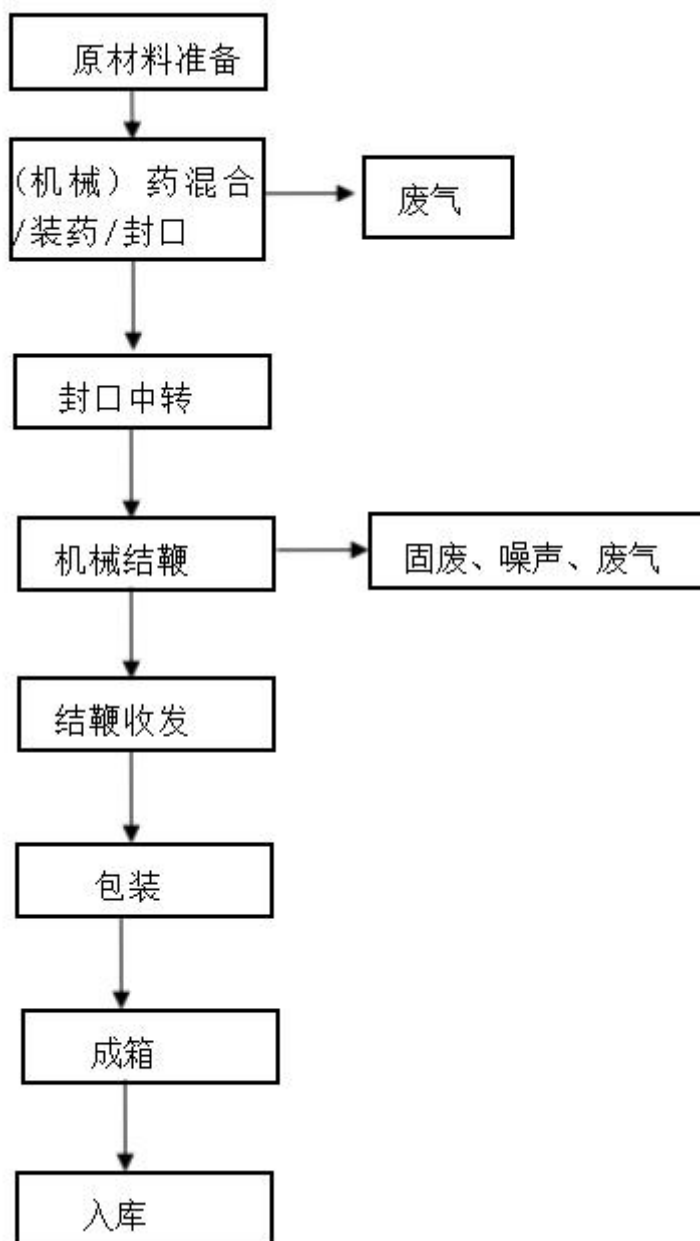 原材料准备
(机械) 药混合
/装药/封口
废气
封口中转
机械结鞭
固废、噪声、废气
结鞭收发
包装
成箱
入库